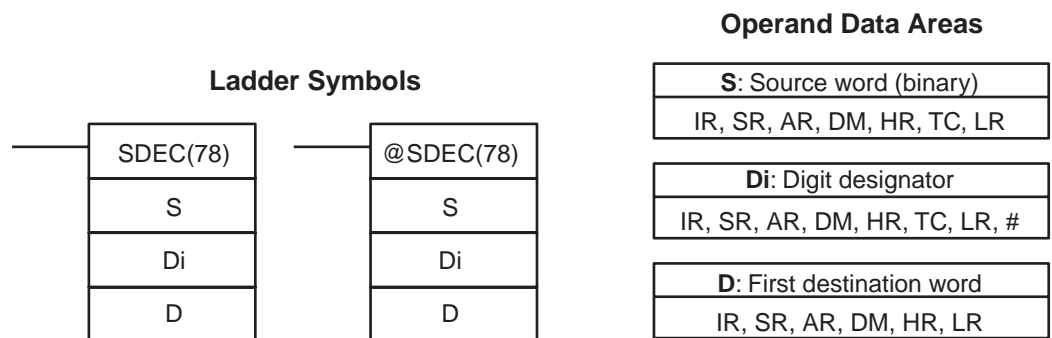 Ladder Symbols
SDEC(78)
S
Di
D
@SDEC(78)
S
Di
D
Operand Data Areas
S: Source word (binary)
IR, SR, AR, DM, HR, TC, LR
Di: Digit designator
IR, SR, AR, DM, HR, TC, LR, #
D: First destination word
IR, SR, AR, DM, HR, LR